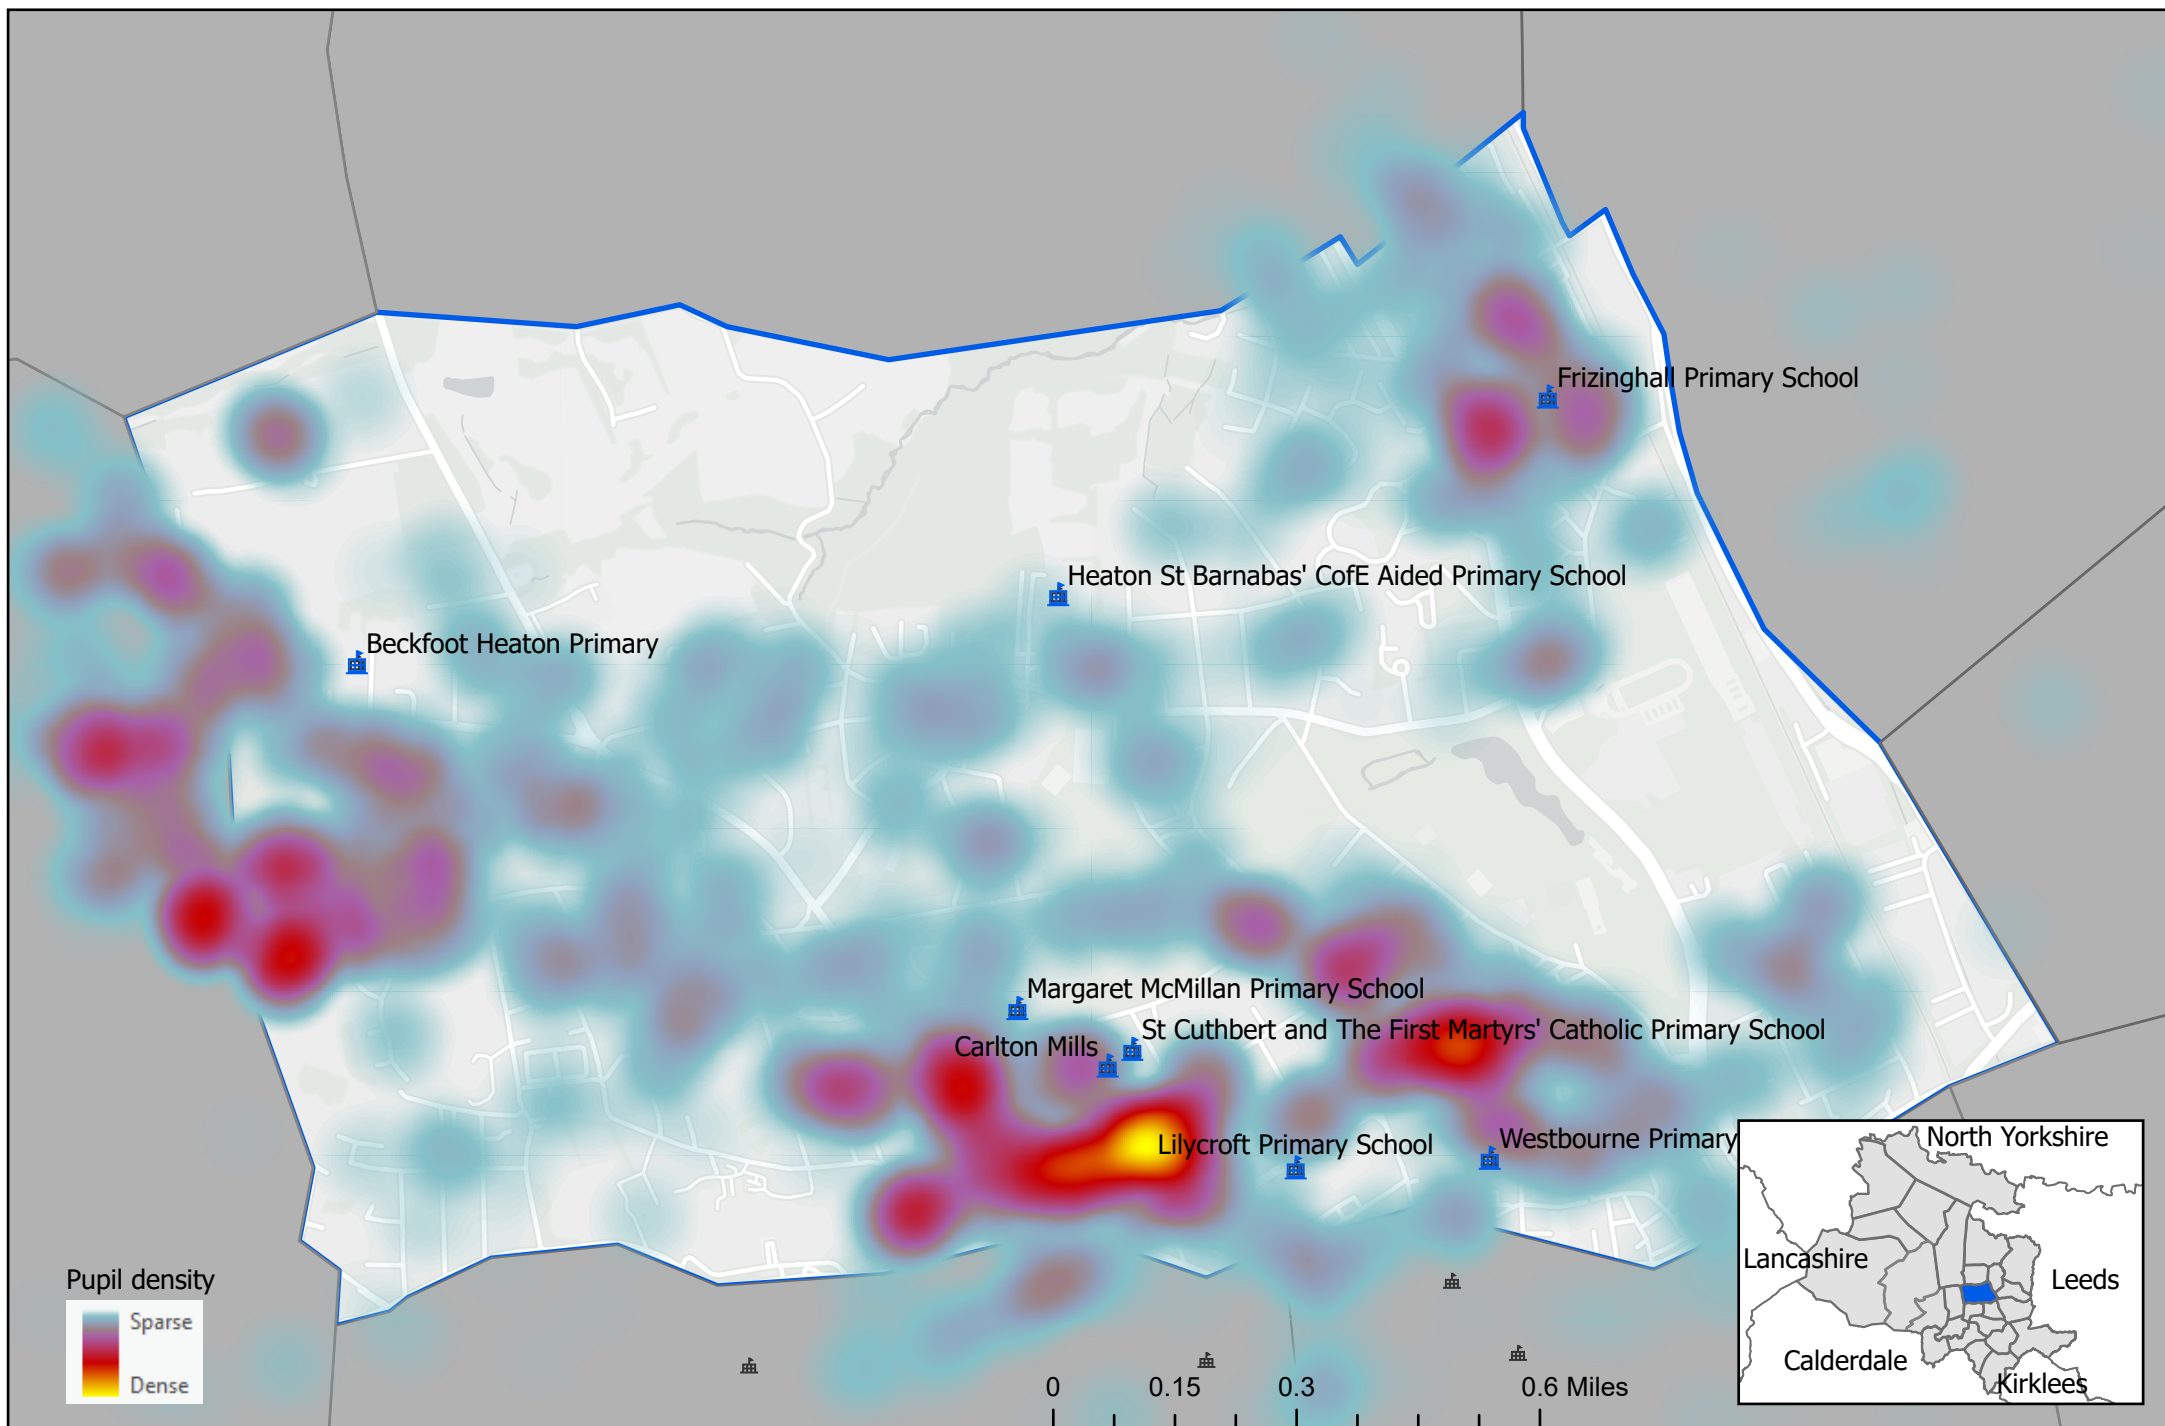 Frizinghall Primary School
Heaton St Barnabas' CofE Aided Primary School
Beckfoot Heaton Primary
Margaret McMillan Primary School
St Cuthbert and The First Martyrs' Catholic Primary School
Carlton Mills
Lilycroft Primary School
Westbourne Primary
North Yorkshire
Lancashire
Leeds
Calderdale
Kirklees
Pupil density
Sparse
Dense
0 0.15 0.3 0.6 Miles